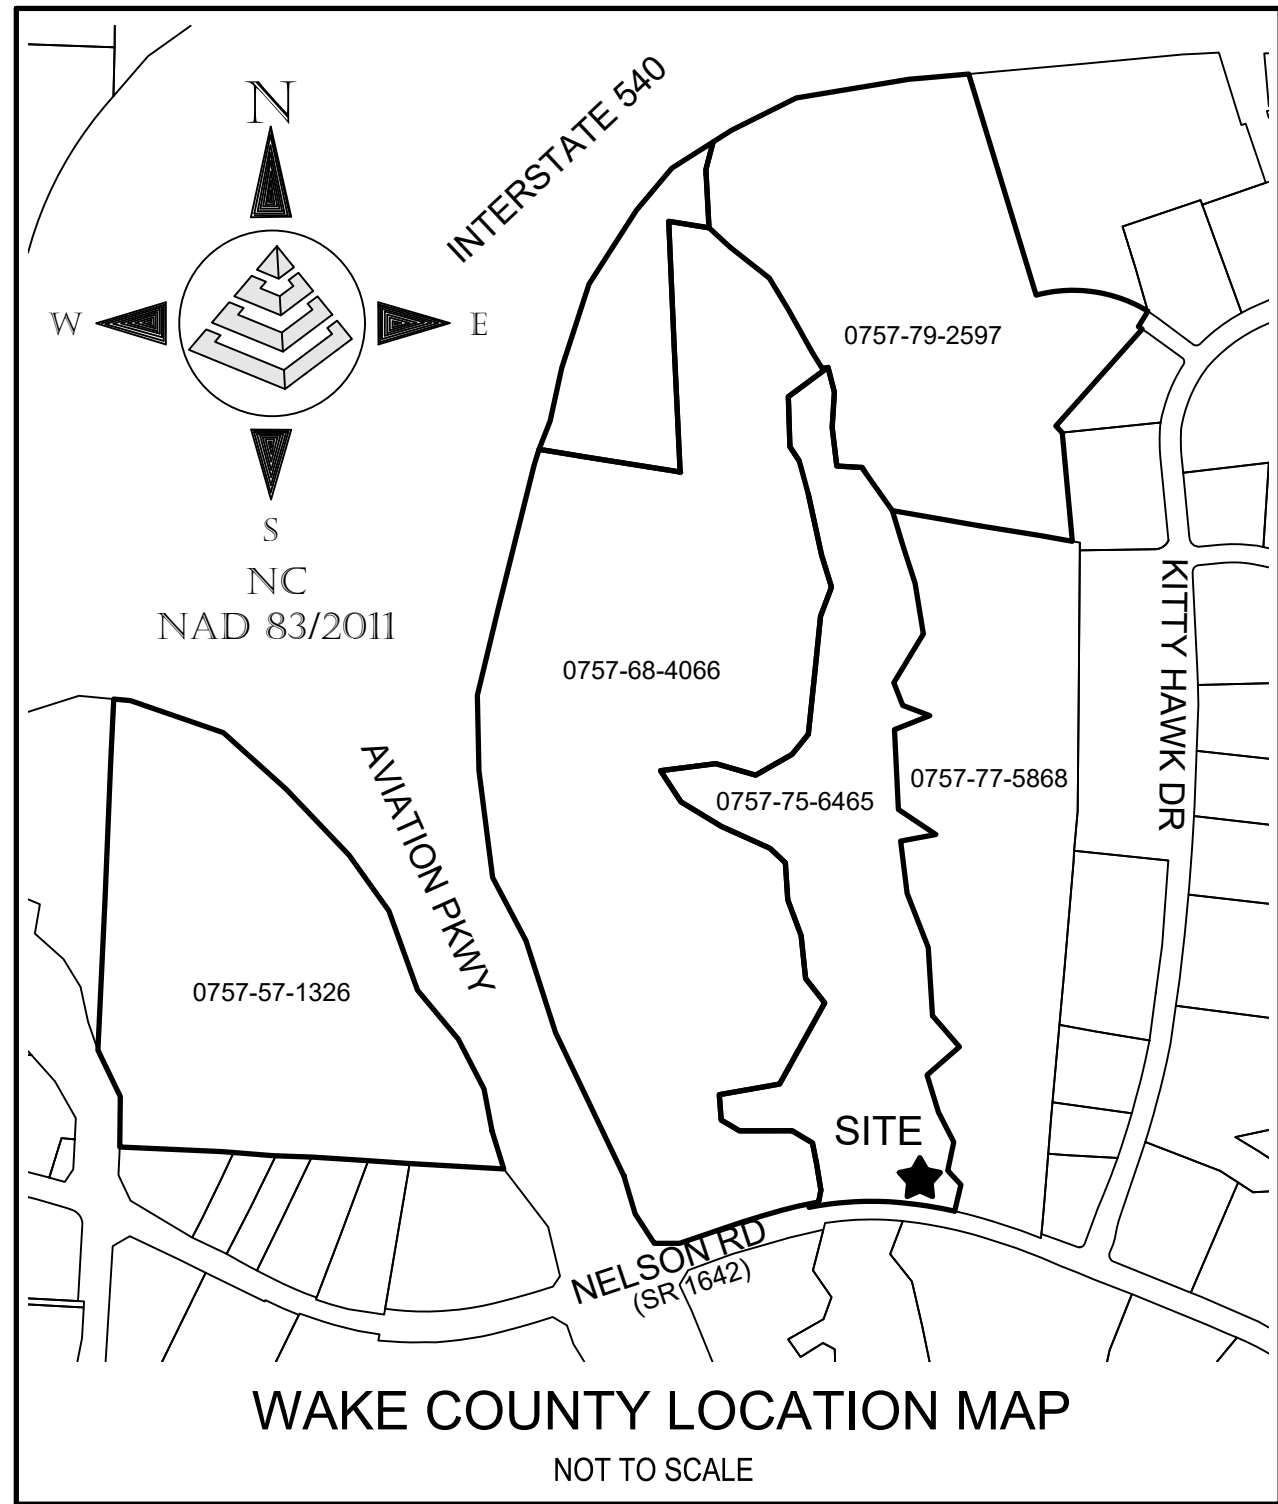 INTERSTATE 540
N
W
E
S
NC
NAD 83/2011
0757-79-2597
0757-68-4066
KITTY HAWK DR
AVIATION PKWY
0757-77-5868
0757-75-6465
0757-57-1326
SITE
NELSON RD
(SR 1642)
WAKE COUNTY LOCATION MAP
NOT TO SCALE